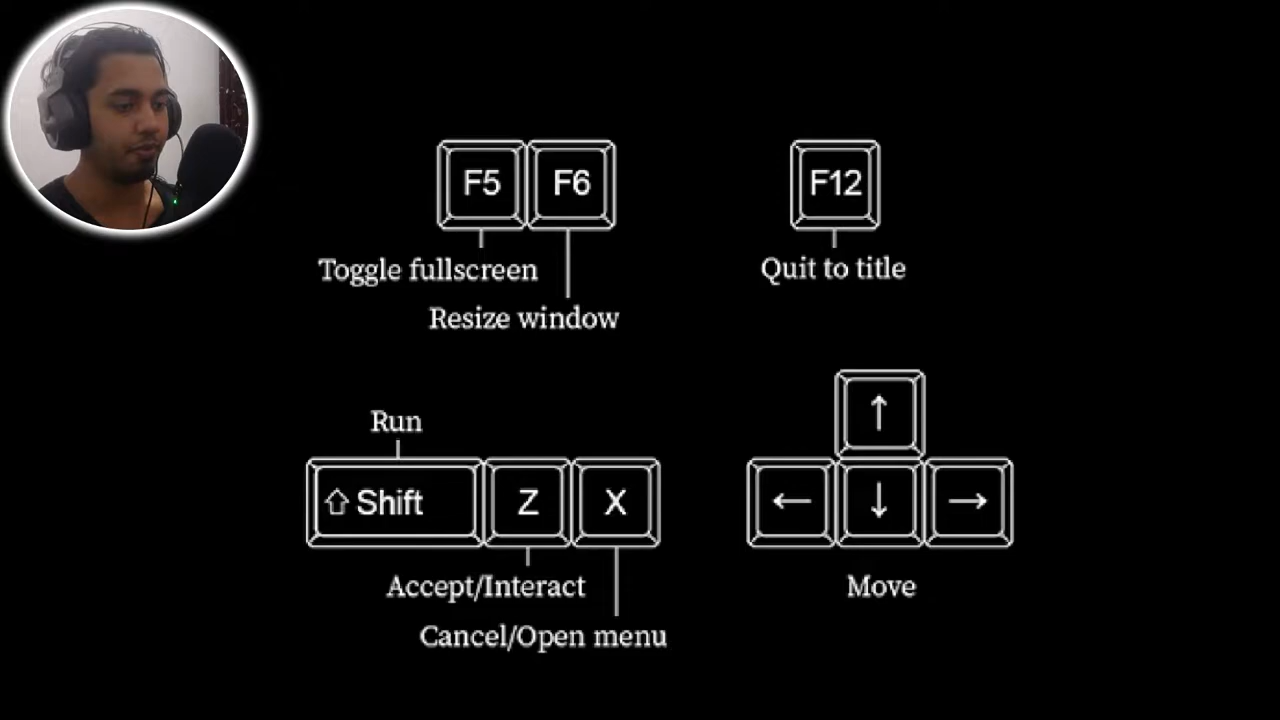 F5 F6
F12
Toggle fullscreen
Quit to title
Resize window
Run
↑
⇧ Shift Z X
← ↓ →
Accept/Interact
Move
Cancel/Open menu